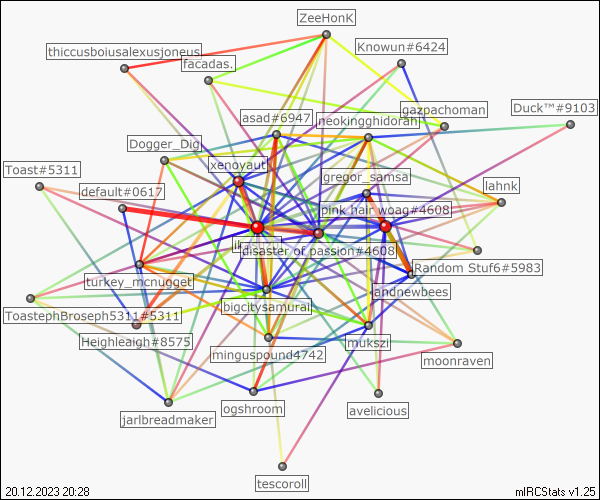 ZeeHonK
thiccusboiusalexusjoneus
Knowun#6424
facadas.
gazpachoman
Duck™#9103
asad#6947
neokingghidorah
Dogger_Dig
xenovaut
Toast#5311
gregor_samsa
default#0617
lahnk
pink hair woag#4608
disaster of passion#4608
turkey_mcnugget
Random Stuf6#5983
andnewbees
bigcitysamurai
ToastephBroseph5311#5311
Heighleaigh#8575
mukszi
minguspound4742
moonraven
jarlbreadmaker
ogshroom
avelicious
tescoroll
20.12.2023 20:28
mIRCStats v1.25